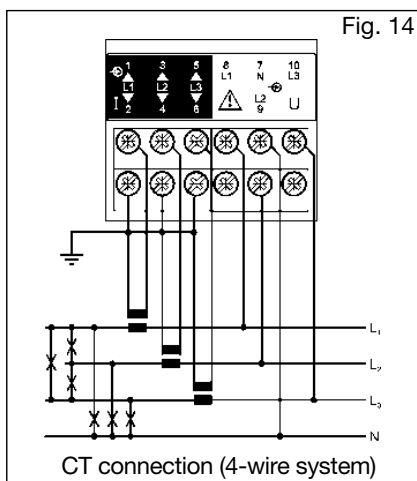 Fig. 14
1 3 5 8 7 10
L1 N L3
L1 L2 L3
I 2 4 6 L2 9 U
L1
L2
L3
N
CT connection (4-wire system)